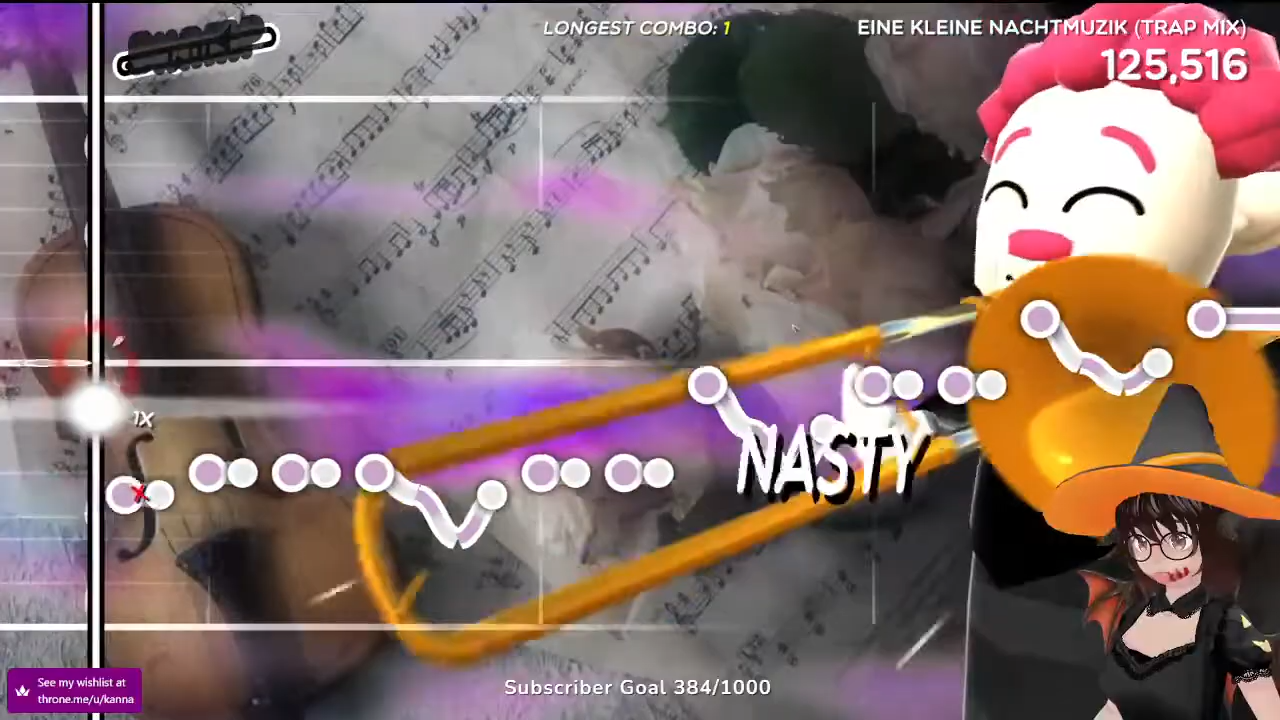 LONGEST COMBO: 1
EINE KLEINE NACHTMUZIK (TRAP MIX)
125,516
1X
NASTY
See my wishlist at
throne.me/u/kanna
Subscriber Goal 384/1000